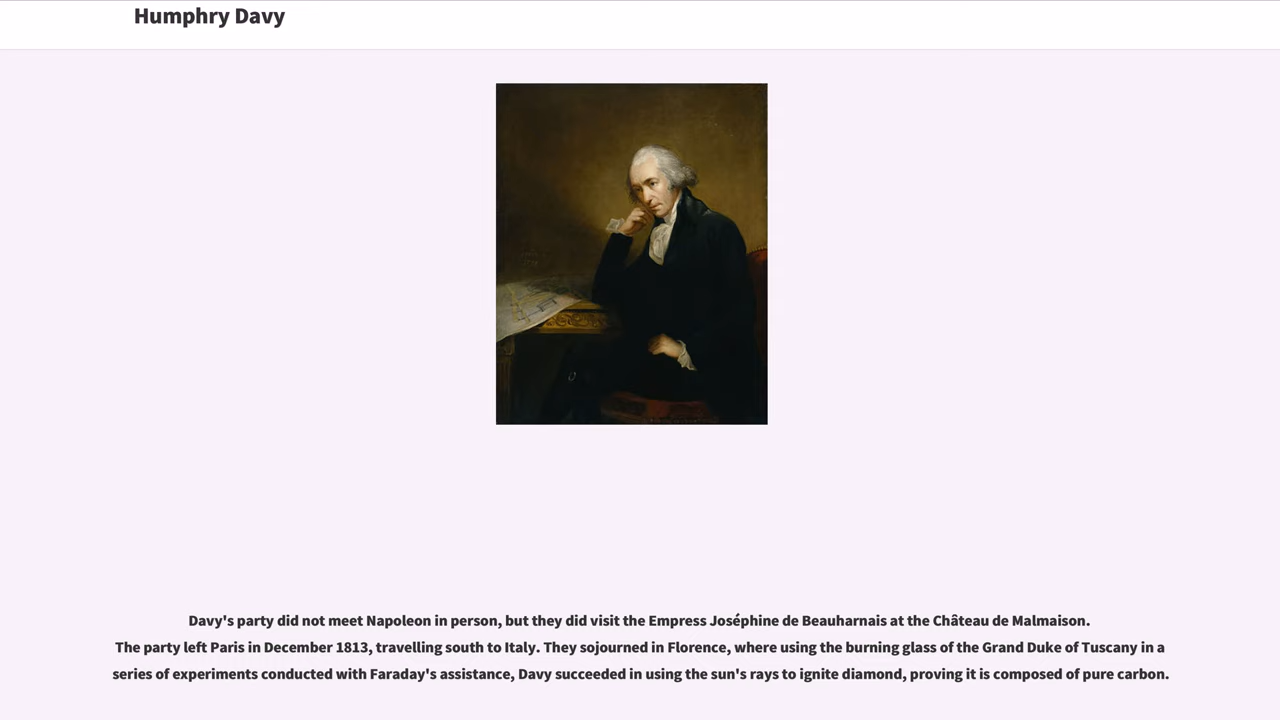 Humphry Davy
Davy's party did not meet Napoleon in person, but they did visit the Empress Joséphine de Beauharnais at the Château de Malmaison.
The party left Paris in December 1813, travelling south to Italy. They sojourned in Florence, where using the burning glass of the Grand Duke of Tuscany in a
series of experiments conducted with Faraday's assistance, Davy succeeded in using the sun's rays to ignite diamond, proving it is composed of pure carbon.